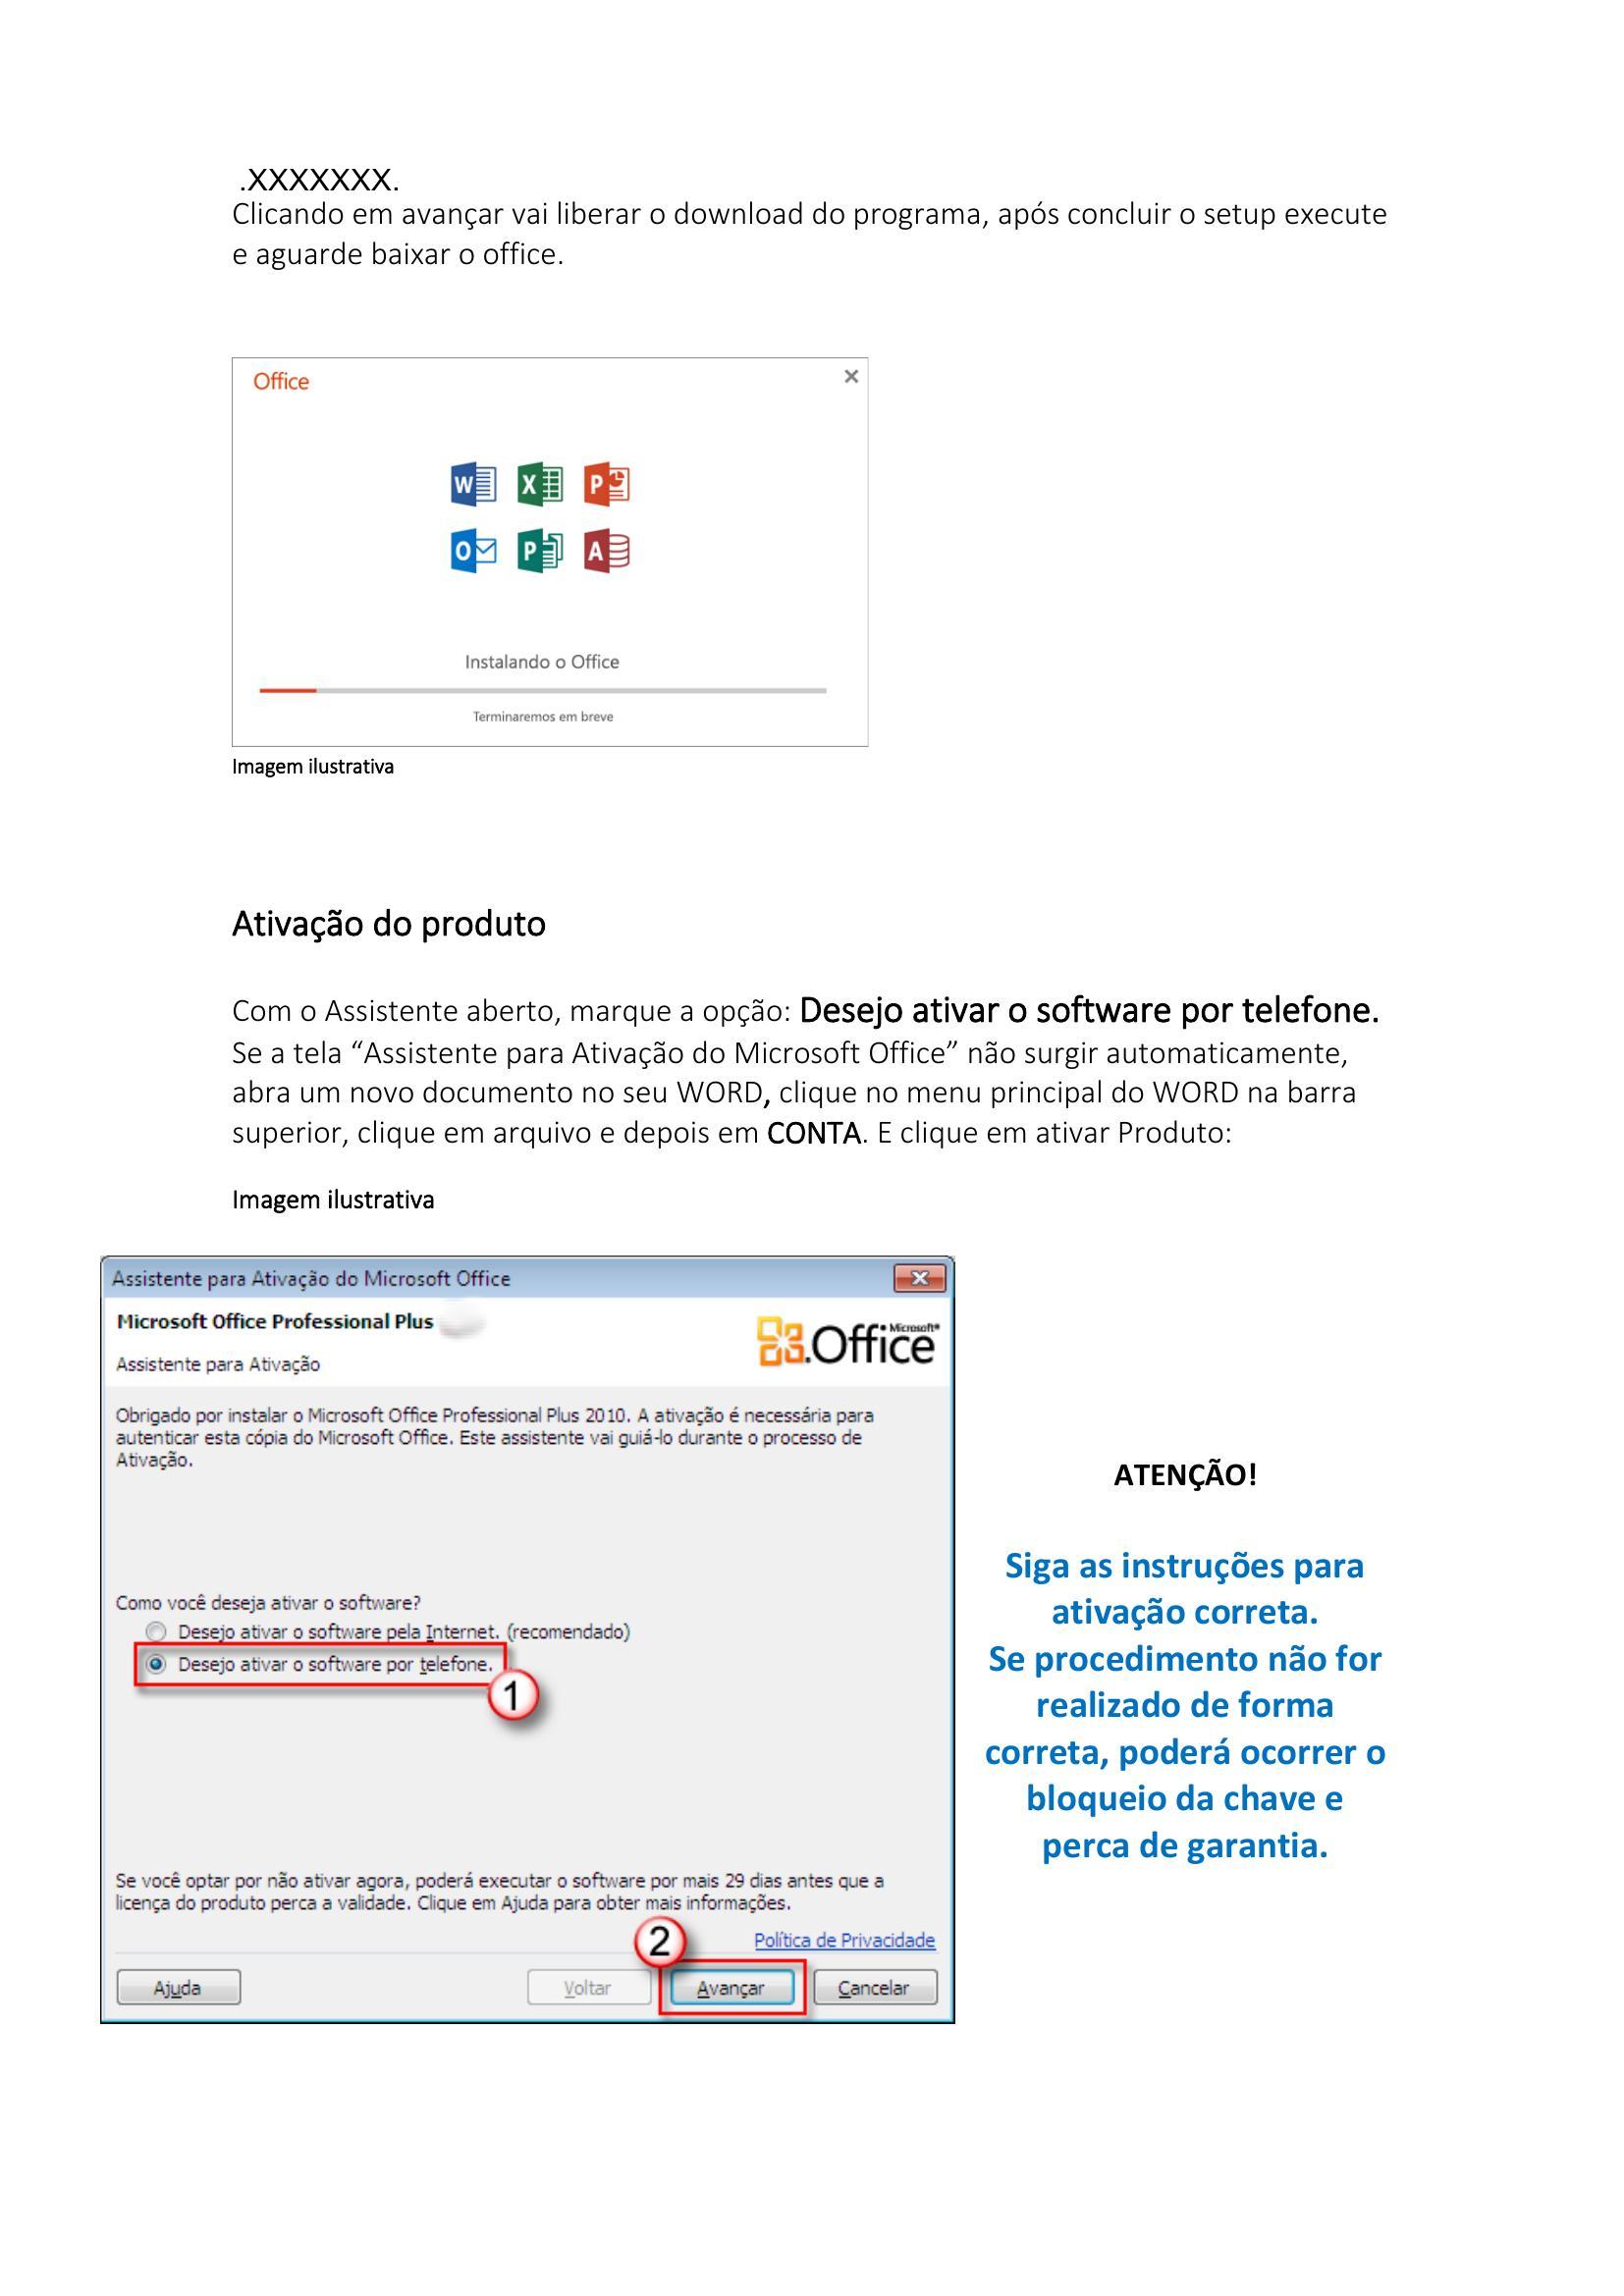 .XXXXXXX.
Clicando em avançar vai liberar o download do programa, após concluir o setup execute
e aguarde baixar o office.
Office
W X P
O P A
Instalando o Office
Terminaremos em breve
Imagem ilustrativa
Ativação do produto
Com o Assistente aberto, marque a opção: Desejo ativar o software por telefone.
Se a tela “Assistente para Ativação do Microsoft Office” não surgir automaticamente,
abra um novo documento no seu WORD, clique no menu principal do WORD na barra
superior, clique em arquivo e depois em CONTA. E clique em ativar Produto:
Imagem ilustrativa
Assistente para Ativação do Microsoft Office
Microsoft Office Professional Plus
Microsoft® Office
Assistente para Ativação
Obrigado por instalar o Microsoft Office Professional Plus 2010. A ativação é necessária para
autenticar esta cópia do Microsoft Office. Este assistente vai guiá-lo durante o processo de
Ativação.
Como você deseja ativar o software?
Desejo ativar o software pela Internet. (recomendado)
Desejo ativar o software por telefone.
1
Se você optar por não ativar agora, poderá executar o software por mais 29 dias antes que a
licença do produto perca a validade. Clique em Ajuda para obter mais informações.
2
Política de Privacidade
Ajuda Voltar Avançar Cancelar
ATENÇÃO!
Siga as instruções para
ativação correta.
Se procedimento não for
realizado de forma
correta, poderá ocorrer o
bloqueio da chave e
perca de garantia.